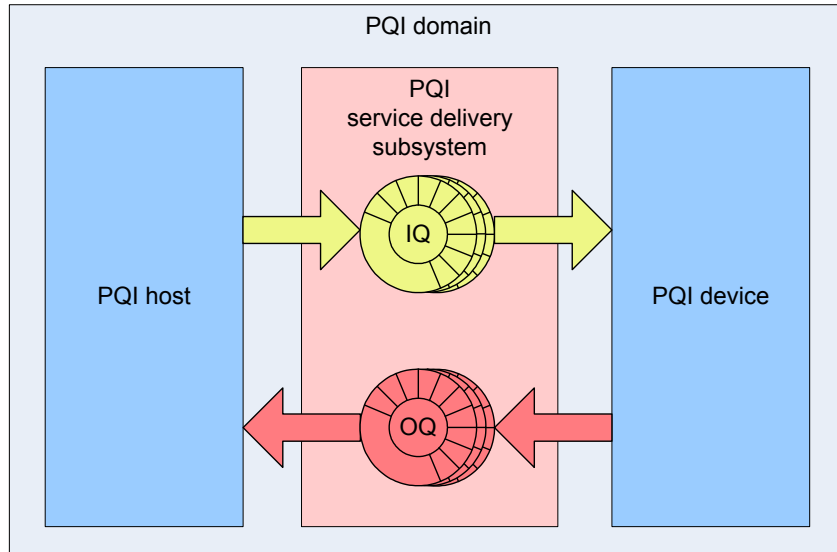 PQI domain
PQI
service delivery
subsystem
IQ
PQI host
PQI device
OQ